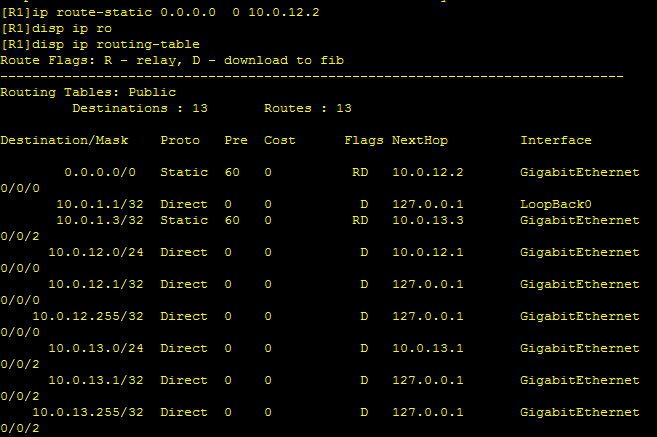 [R1]ip route-static 0.0.0.0  0 10.0.12.2
[R1]disp ip ro
[R1]disp ip routing-table
Route Flags: R - relay, D - download to fib
------------------------------------------------------------------------------
Routing Tables: Public
         Destinations : 13       Routes : 13
Destination/Mask    Proto   Pre  Cost      Flags NextHop         Interface
        0.0.0.0/0   Static  60   0          RD   10.0.12.2       GigabitEthernet
0/0/0
       10.0.1.1/32  Direct  0    0           D   127.0.0.1       LoopBack0
       10.0.1.3/32  Static  60   0          RD   10.0.13.3       GigabitEthernet
0/0/2
      10.0.12.0/24  Direct  0    0           D   10.0.12.1       GigabitEthernet
0/0/0
      10.0.12.1/32  Direct  0    0           D   127.0.0.1       GigabitEthernet
0/0/0
    10.0.12.255/32  Direct  0    0           D   127.0.0.1       GigabitEthernet
0/0/0
      10.0.13.0/24  Direct  0    0           D   10.0.13.1       GigabitEthernet
0/0/2
      10.0.13.1/32  Direct  0    0           D   127.0.0.1       GigabitEthernet
0/0/2
    10.0.13.255/32  Direct  0    0           D   127.0.0.1       GigabitEthernet
0/0/2